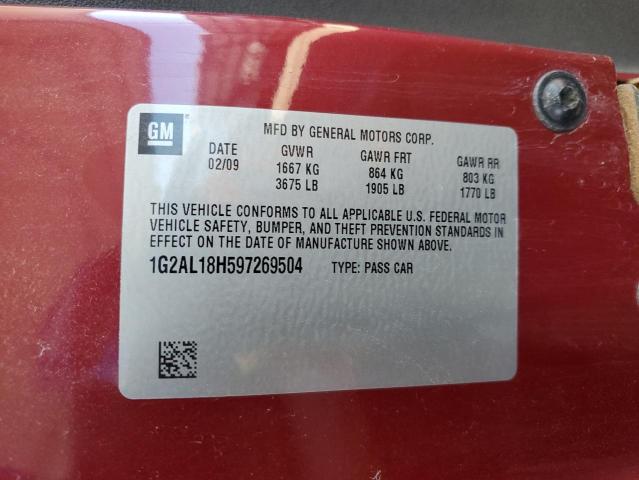 GM
MFD BY GENERAL MOTORS CORP.
DATE GVWR GAWR FRT GAWR RR
02/09 1667 KG 864 KG 803 KG
3675 LB 1905 LB 1770 LB
THIS VEHICLE CONFORMS TO ALL APPLICABLE U.S. FEDERAL MOTOR
VEHICLE SAFETY, BUMPER, AND THEFT PREVENTION STANDARDS IN
EFFECT ON THE DATE OF MANUFACTURE SHOWN ABOVE.
1G2AL18H597269504 TYPE: PASS CAR